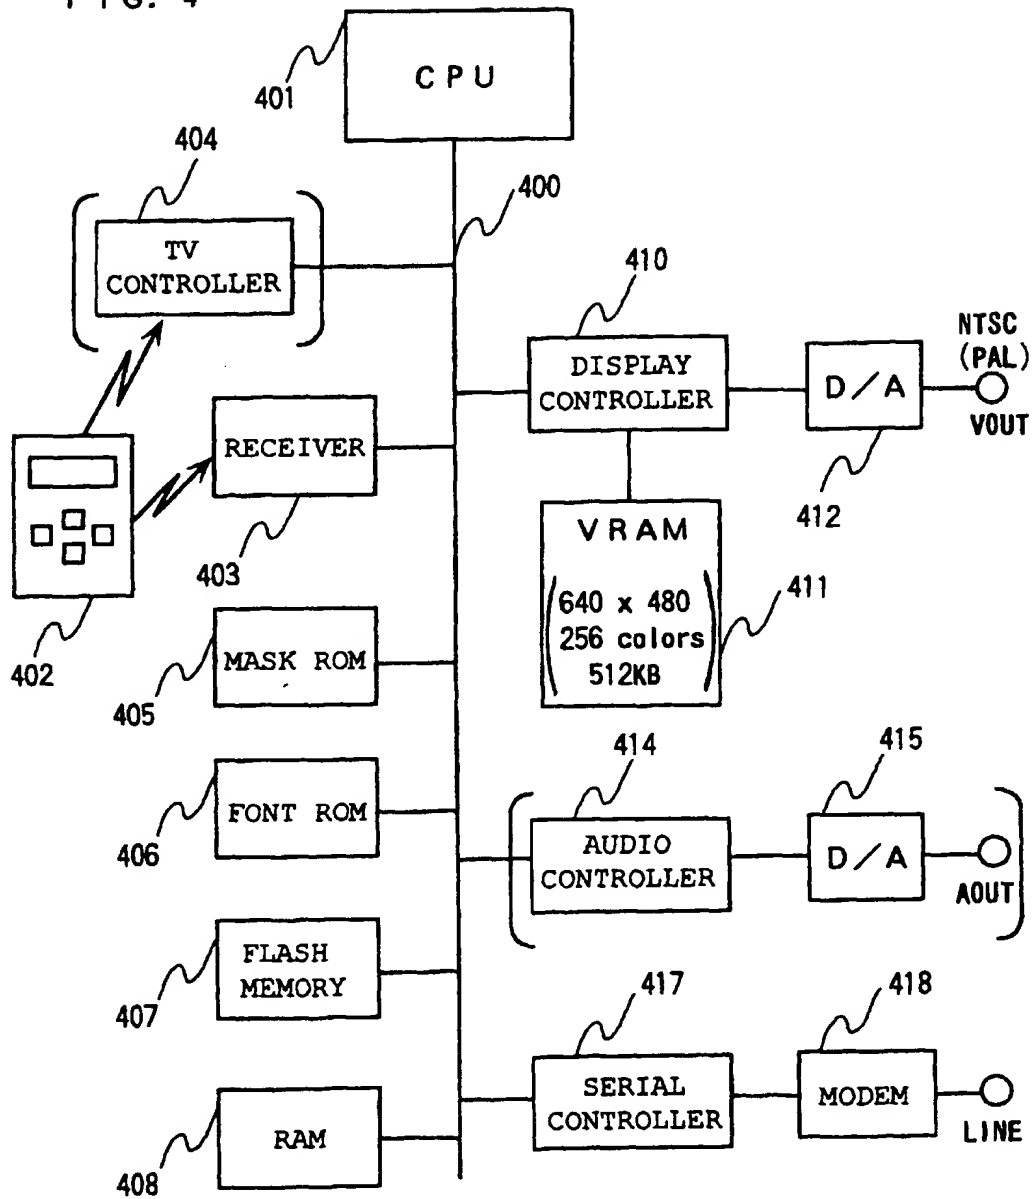 FIG. 4
CPU
401
404
400
TV
CONTROLLER
410
NTSC
(PAL)
DISPLAY
CONTROLLER
D/A
VOUT
RECEIVER
412
403
VRAM
640 x 480
256 colors
512KB
411
402
MASK ROM
405
414
415
FONT ROM
406
AUDIO
CONTROLLER
D/A
AOUT
FLASH
MEMORY
407
417
418
SERIAL
CONTROLLER
MODEM
LINE
RAM
408